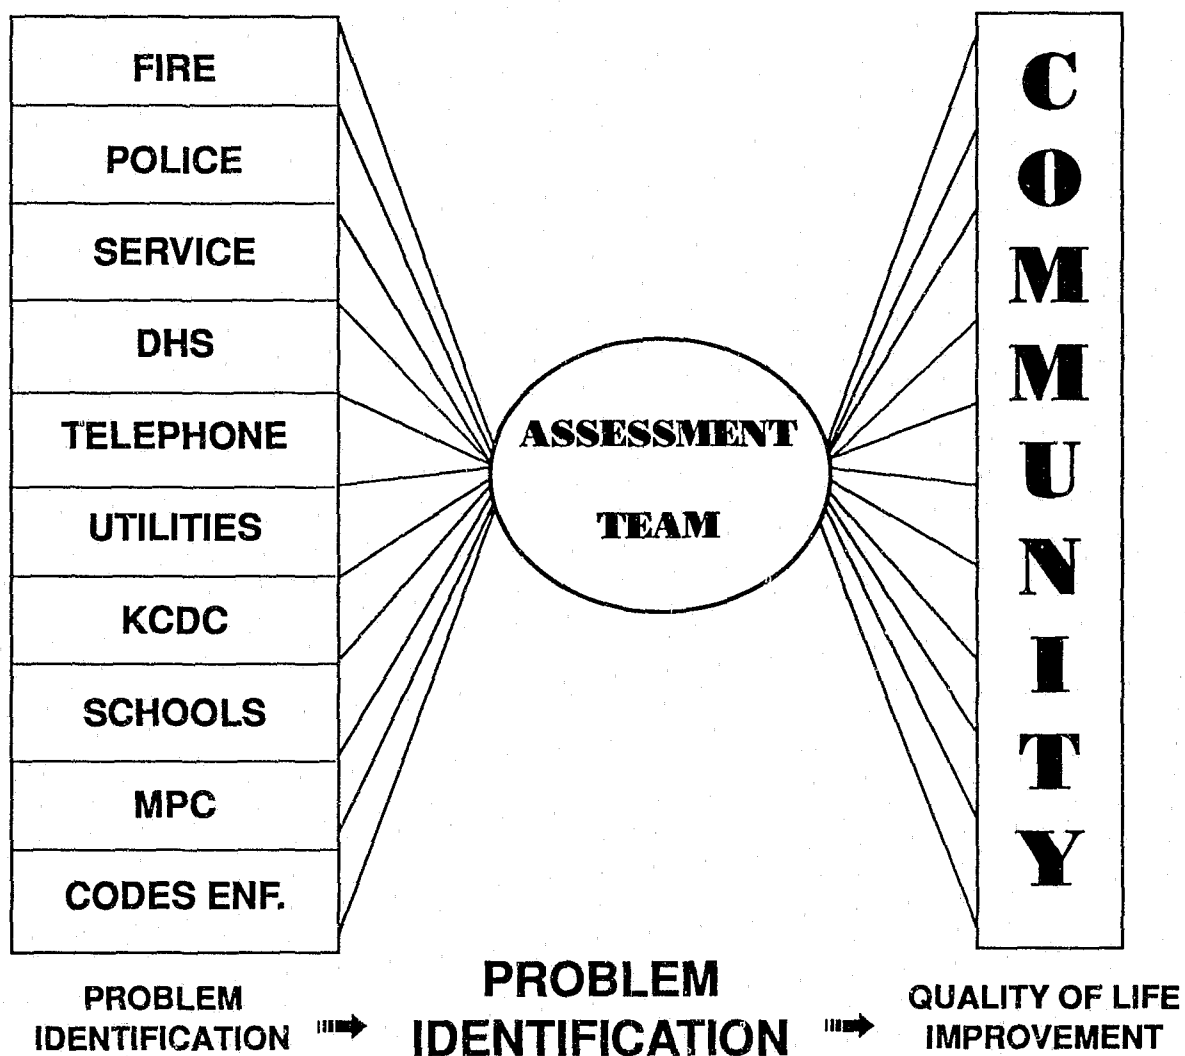 FIRE
POLICE
SERVICE
DHS
TELEPHONE
UTILITIES
KCDC
SCHOOLS
MPC
CODES ENF.
ASSESSMENT
TEAM
COMMUNITY
PROBLEM
IDENTIFICATION
PROBLEM
IDENTIFICATION
QUALITY OF LIFE
IMPROVEMENT